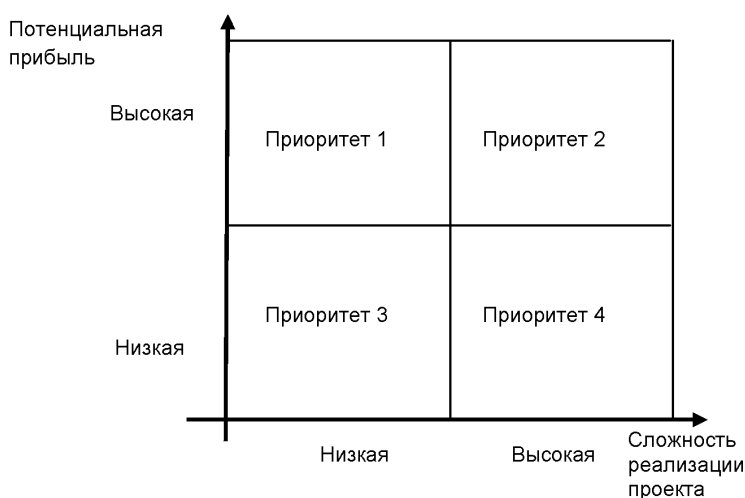 Потенциальная
прибыль
Высокая
Приоритет 1
Приоритет 2
Приоритет 3
Приоритет 4
Низкая
Низкая
Высокая
Сложность
реализации
проекта